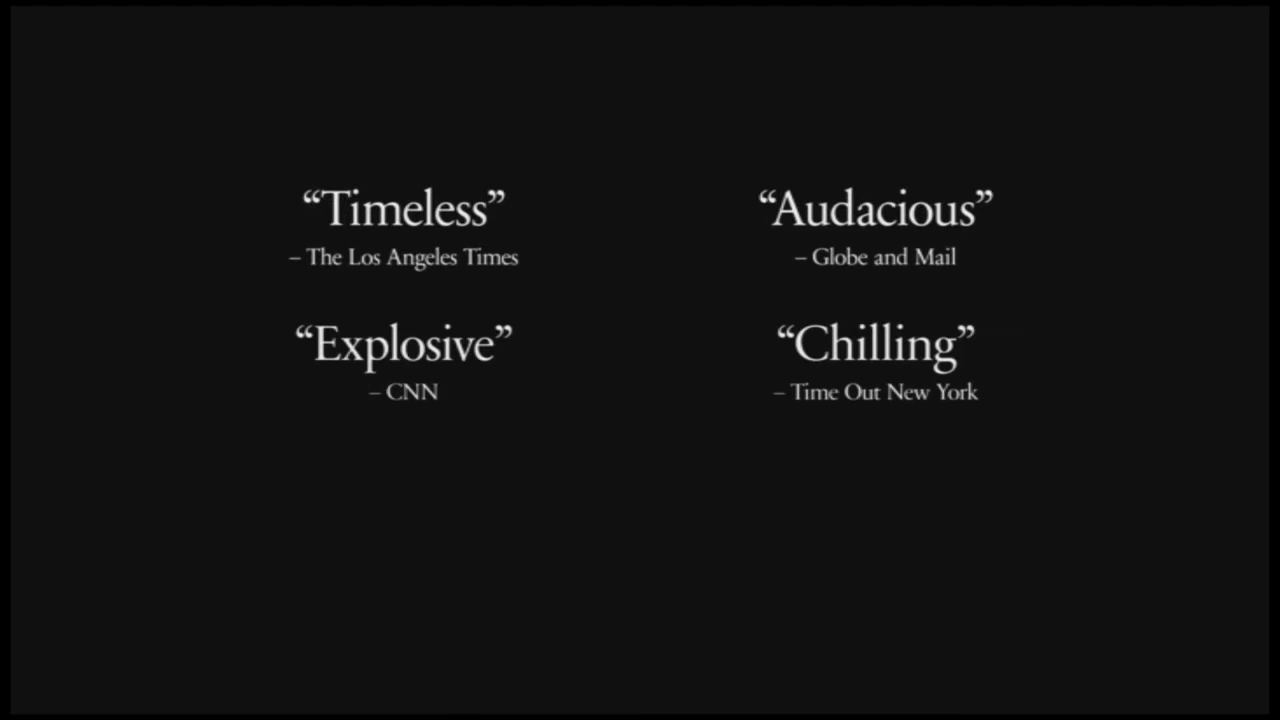 “Timeless”
– The Los Angeles Times
“Audacious”
– Globe and Mail
“Explosive”
– CNN
“Chilling”
– Time Out New York